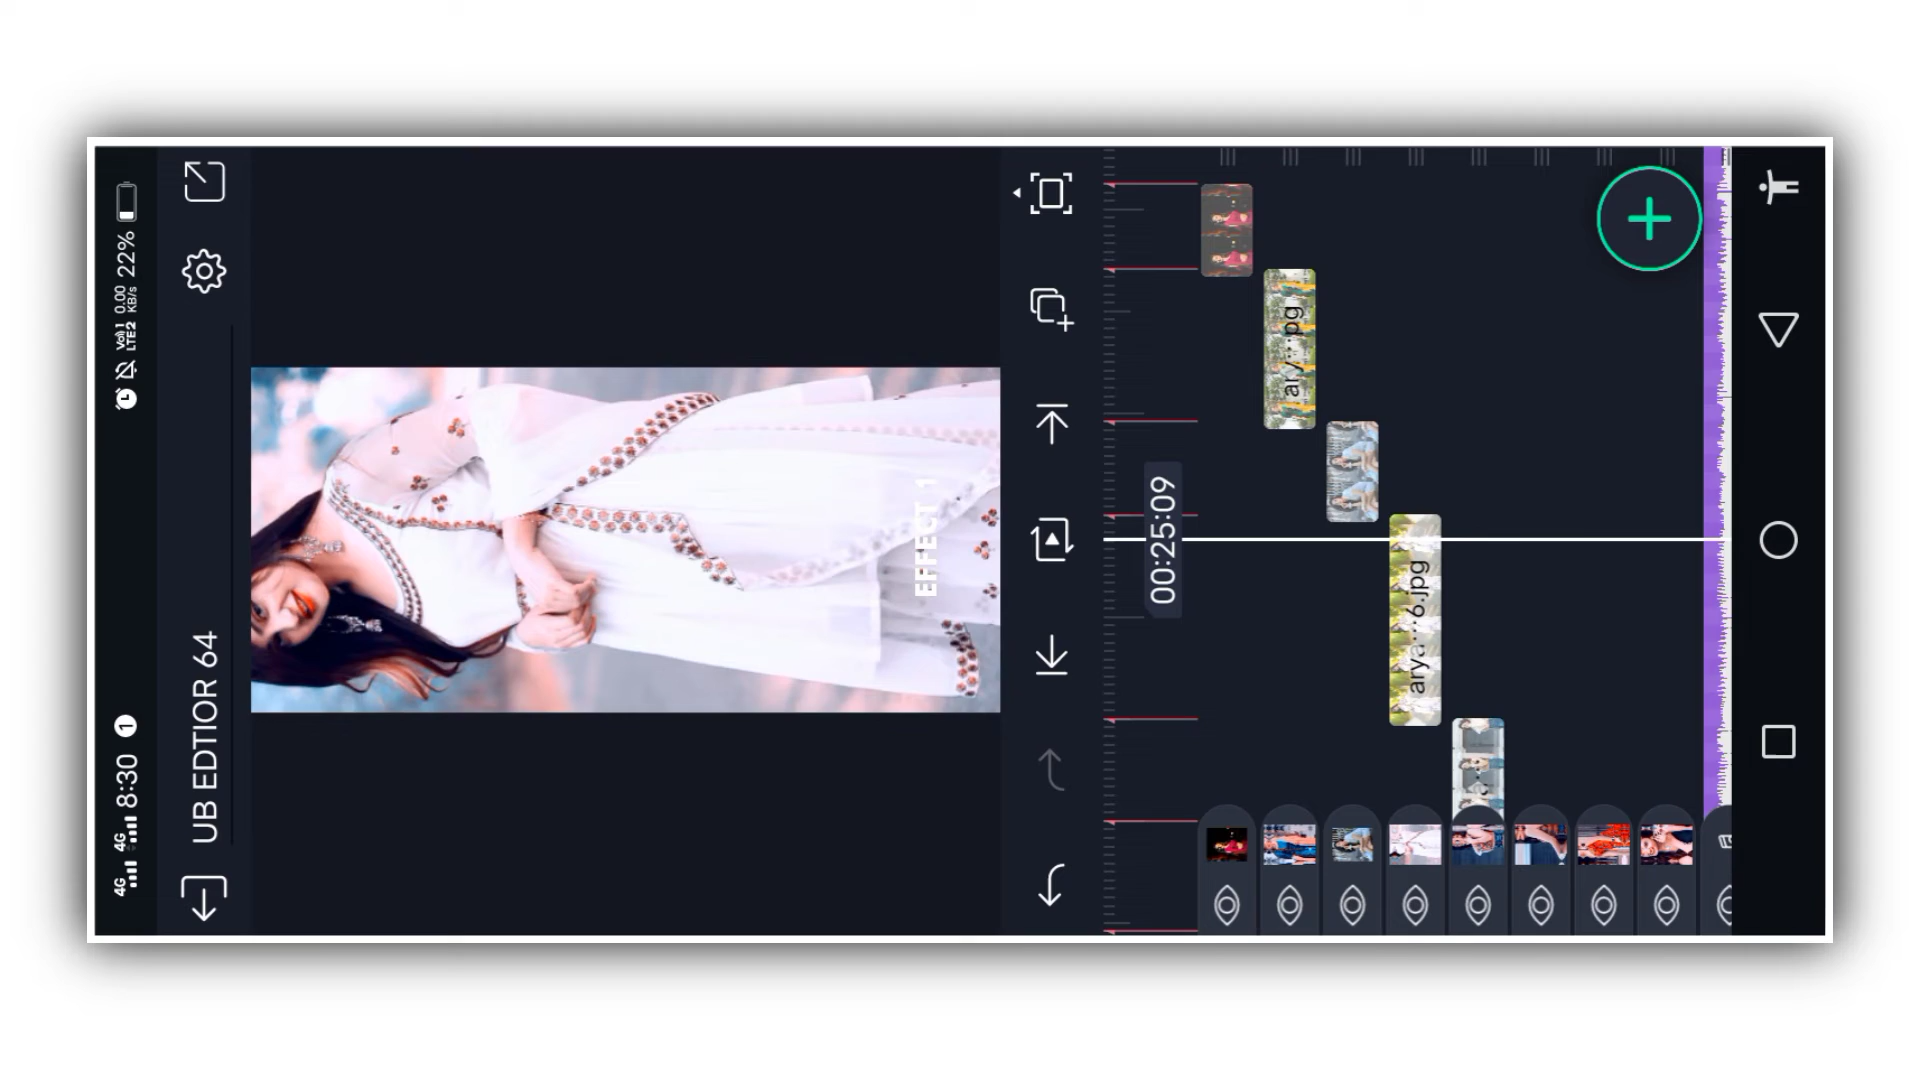 4G 4G 8:30 1
Vo)) 1 LTE2 0.00 KB/s 22%
UB EDTIOR 64
EFFECT 1
00:25:09
ary...pg
arya...6.jpg